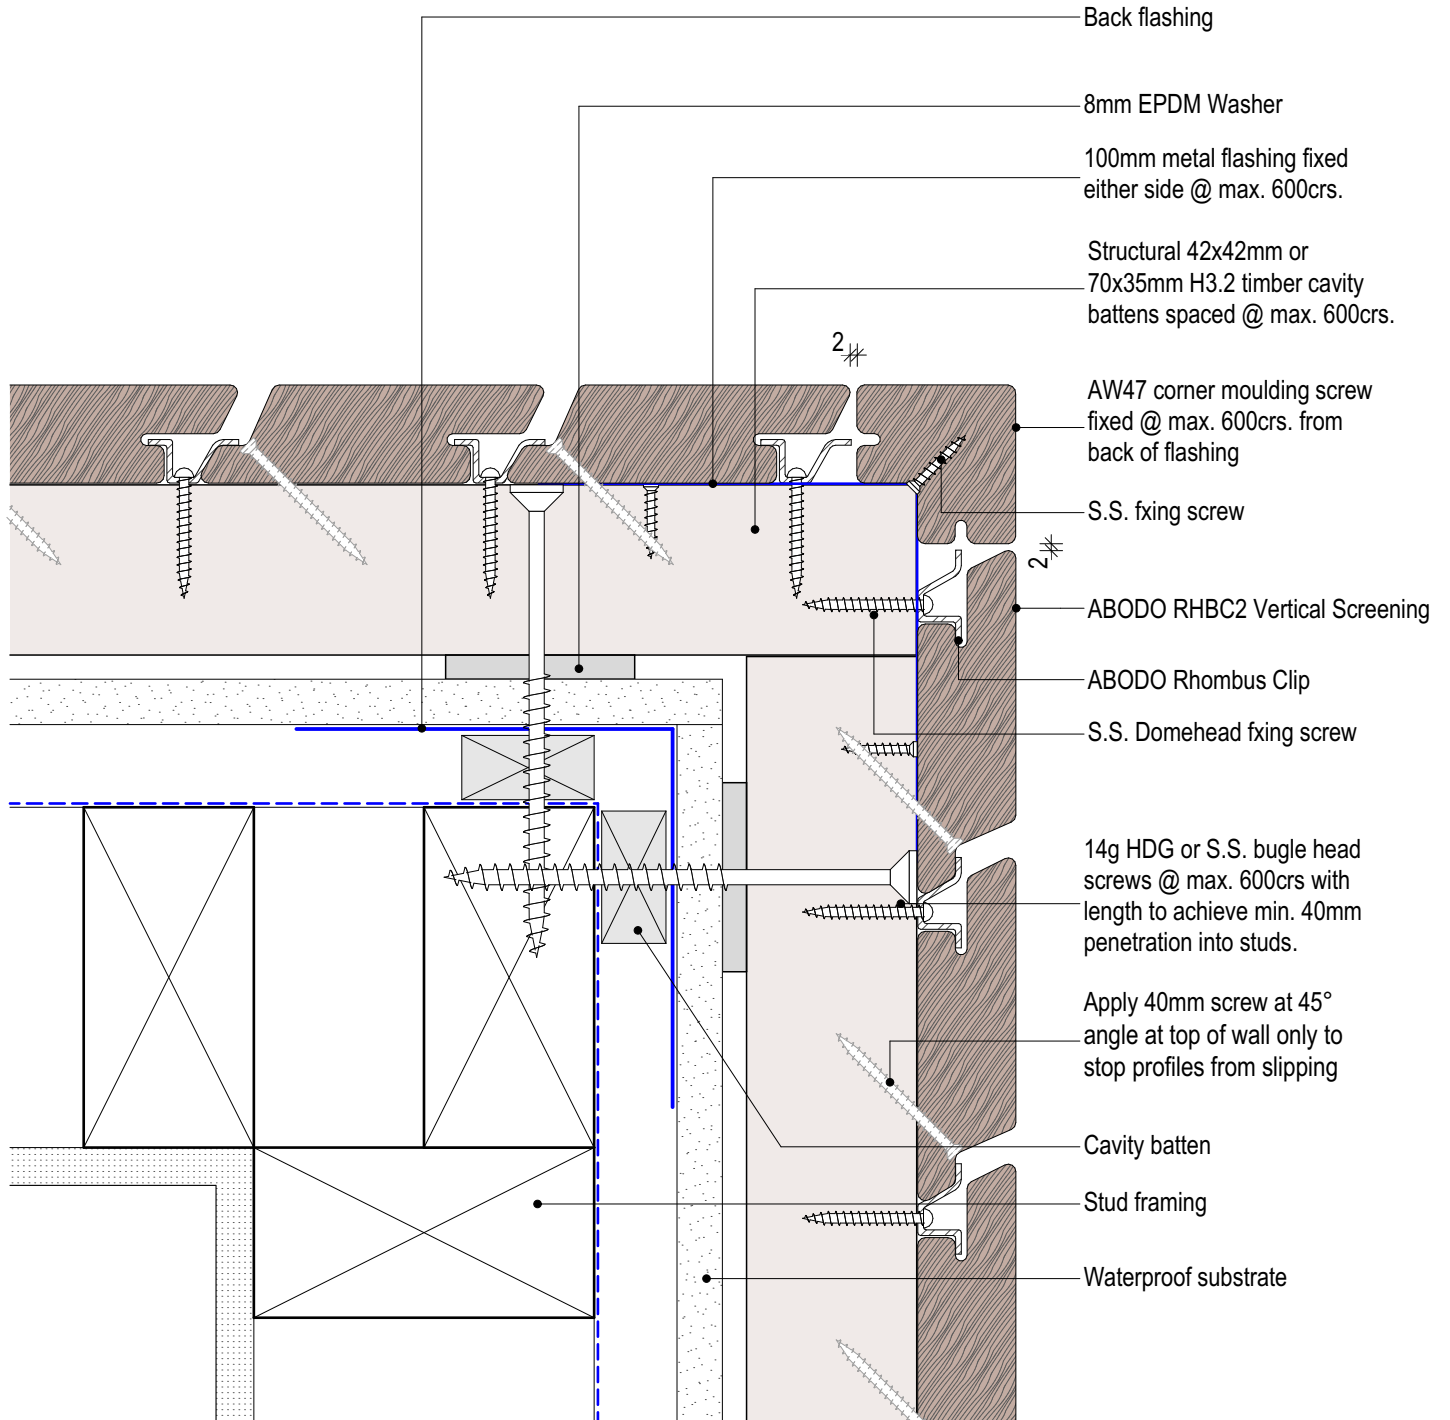 Back flashing
8mm EPDM Washer
100mm metal flashing fixed
either side @ max. 600crs.
Structural 42x42mm or
70x35mm H3.2 timber cavity
battens spaced @ max. 600crs.
2
AW47 corner moulding screw
fixed @ max. 600crs. from
back of flashing
S.S. fxing screw
2
ABODO RHBC2 Vertical Screening
ABODO Rhombus Clip
S.S. Domehead fxing screw
14g HDG or S.S. bugle head
screws @ max. 600crs with
length to achieve min. 40mm
penetration into studs.
Apply 40mm screw at 45°
angle at top of wall only to
stop profiles from slipping
Cavity batten
Stud framing
Waterproof substrate